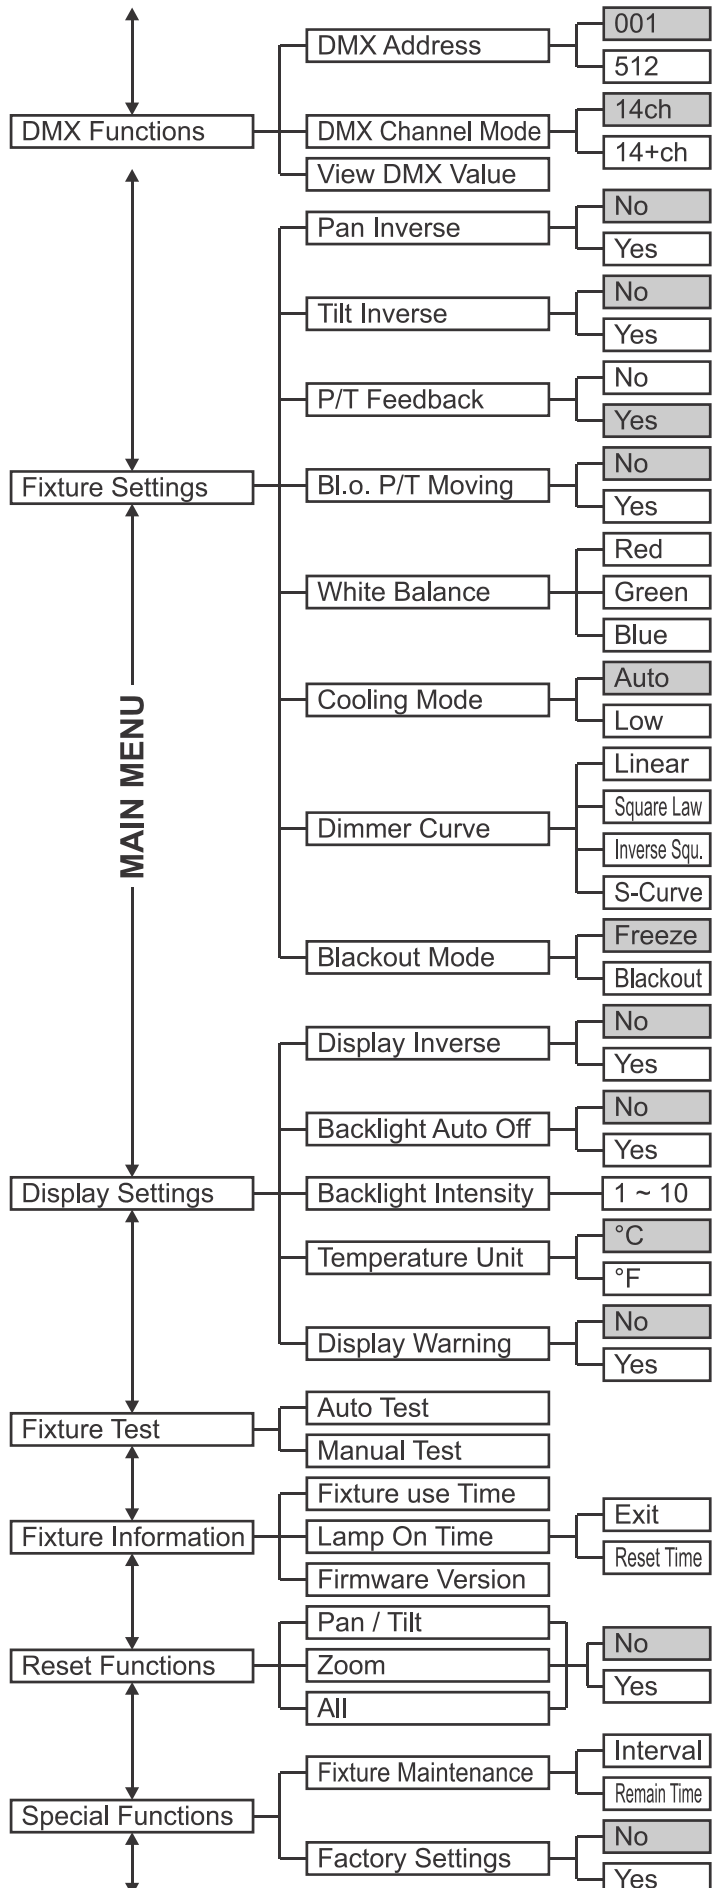 DMX Functions
DMX Address
001
512
DMX Channel Mode
14ch
14+ch
View DMX Value
MAIN MENU
Fixture Settings
Pan Inverse
No
Yes
Tilt Inverse
No
Yes
P/T Feedback
No
Yes
Bl.o. P/T Moving
No
Yes
White Balance
Red
Green
Blue
Cooling Mode
Auto
Low
Dimmer Curve
Linear
Square Law
Inverse Squ.
S-Curve
Blackout Mode
Freeze
Blackout
Display Settings
Display Inverse
No
Yes
Backlight Auto Off
No
Yes
Backlight Intensity
1 ~ 10
Temperature Unit
°C
°F
Display Warning
No
Yes
Fixture Test
Auto Test
Manual Test
Fixture Information
Fixture use Time
Lamp On Time
Exit
Reset Time
Firmware Version
Reset Functions
Pan / Tilt
Zoom
All
No
Yes
Special Functions
Fixture Maintenance
Interval
Remain Time
Factory Settings
No
Yes